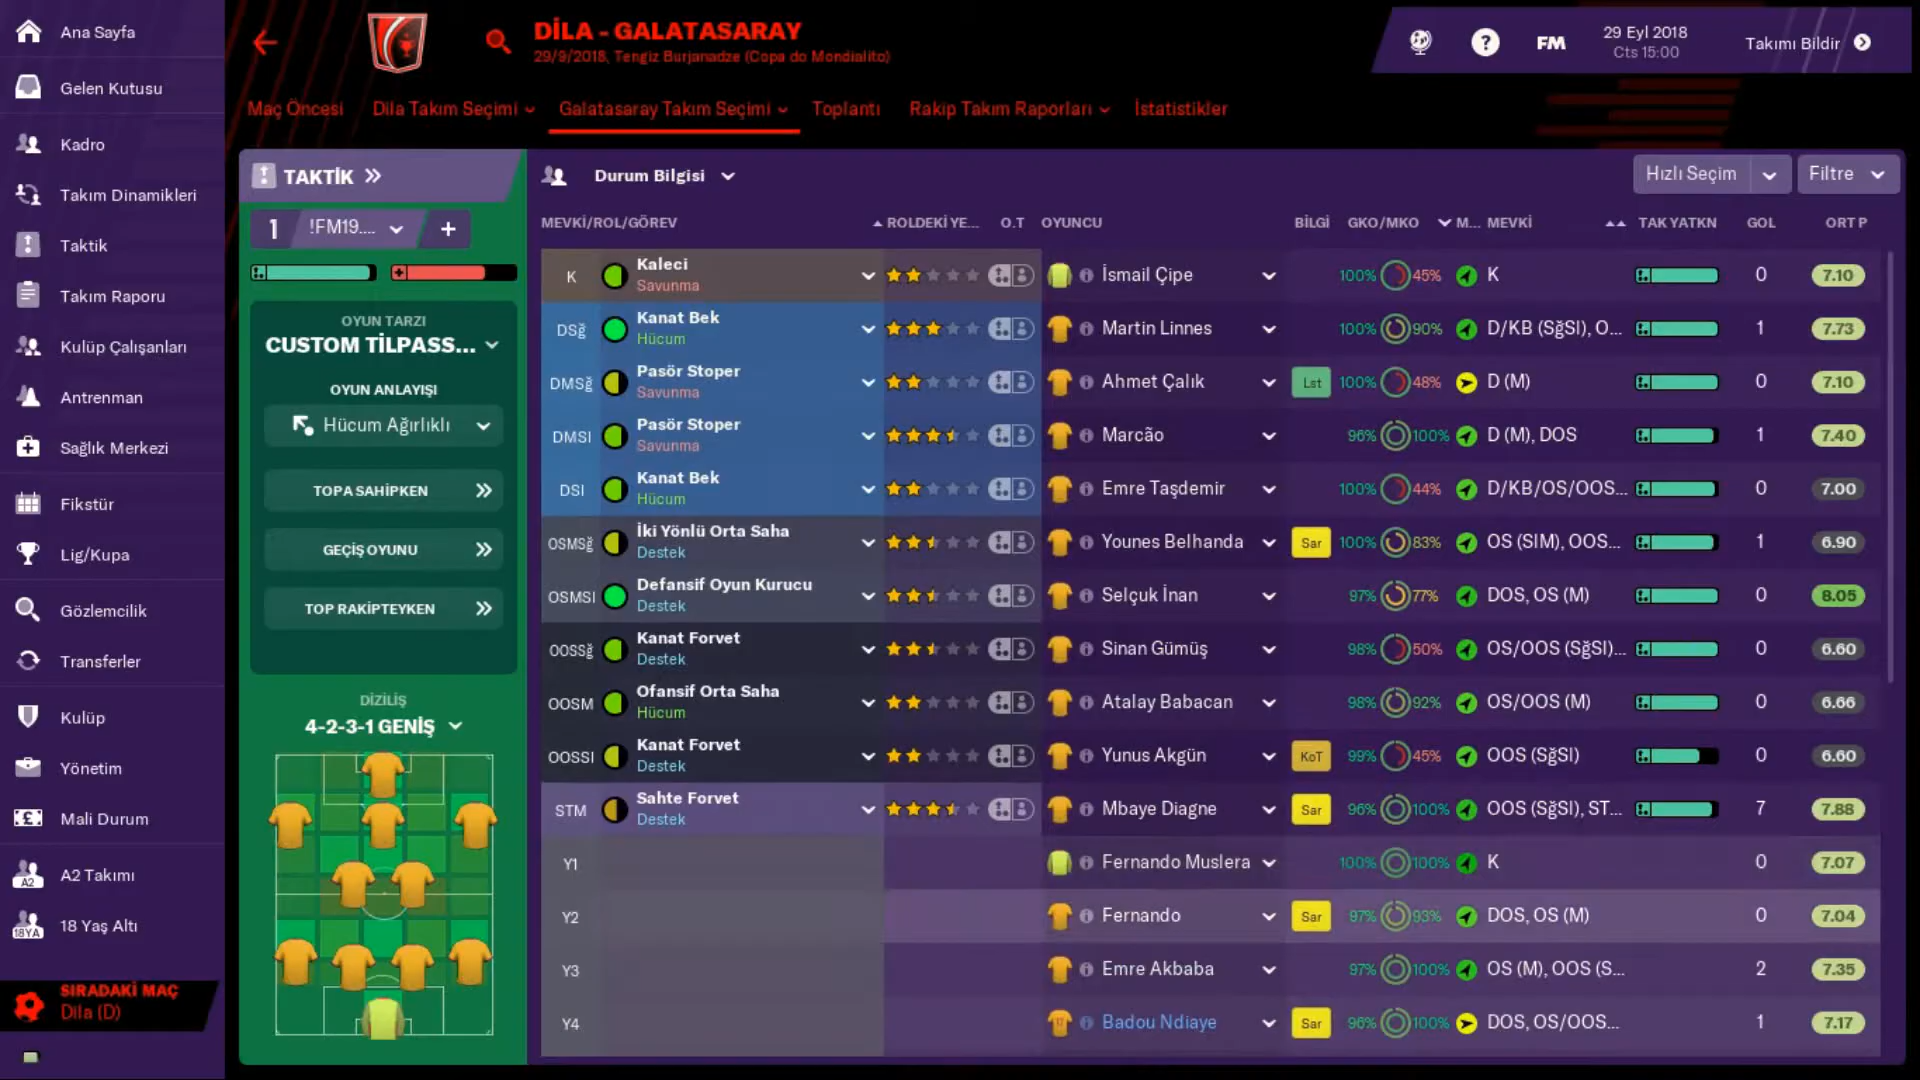 Ana Sayfa
Gelen Kutusu
Kadro
Takım Dinamikleri
Taktik
Takım Raporu
Kulüp Çalışanları
Antrenman
Sağlık Merkezi
Fikstür
Lig/Kupa
Gözlemcilik
Transferler
Kulüp
Yönetim
Mali Durum
A2 Takımı
A2
18 Yaş Altı
18YA
SIRADAKİ MAÇ
Dila (D)
DİLA - GALATASARAY
29/9/2018, Tengiz Burjanadze (Copa do Mondialito)
? FM 29 Eyl 2018
Cts 15:00
Takımı Bildir
Maç Öncesi Dila Takım Seçimi Galatasaray Takım Seçimi Toplantı Rakip Takım Raporları İstatistikler
TAKTİK
1 !FM19.... +
OYUN TARZI
CUSTOM TİLPASS...
OYUN ANLAYIŞI
Hücum Ağırlıklı
TOPA SAHİPKEN
GEÇİŞ OYUNU
TOP RAKİPTEYKEN
DİZİLİŞ
4-2-3-1 GENİŞ
Durum Bilgisi Hızlı Seçim Filtre
MEVKİ/ROL/GÖREV ROLDEKİ YE... O.T OYUNCU BİLGİ GKO/MKO M... MEVKİ TAK YATKN GOL ORT P
K Kaleci Savunma İsmail Çipe 100% 45% K 0 7.10
DSğ Kanat Bek Hücum Martin Linnes 100% 90% D/KB (SğSl), O... 1 7.73
DMSğ Pasör Stoper Savunma Ahmet Çalık Lst 100% 48% D (M) 0 7.10
DMSl Pasör Stoper Savunma Marcão 96% 100% D (M), DOS 1 7.40
DSl Kanat Bek Hücum Emre Taşdemir 100% 44% D/KB/OS/OOS... 0 7.00
OSMSğ İki Yönlü Orta Saha Destek Younes Belhanda Sar 100% 83% OS (SlM), OOS... 1 6.90
OSMSl Defansif Oyun Kurucu Destek Selçuk İnan 97% 77% DOS, OS (M) 0 8.05
OOSSğ Kanat Forvet Destek Sinan Gümüş 98% 50% OS/OOS (SğSl)... 0 6.60
OOSM Ofansif Orta Saha Hücum Atalay Babacan 98% 92% OS/OOS (M) 0 6.66
OOSSl Kanat Forvet Destek Yunus Akgün KoT 99% 45% OOS (SğSl) 0 6.60
STM Sahte Forvet Destek Mbaye Diagne Sar 96% 100% OOS (SğSl), ST... 7 7.88
Y1 Fernando Muslera 100% 100% K 0 7.07
Y2 Fernando Sar 97% 93% DOS, OS (M) 0 7.04
Y3 Emre Akbaba 97% 100% OS (M), OOS (S... 2 7.35
Y4 Badou Ndiaye Sar 96% 100% DOS, OS/OOS... 1 7.17